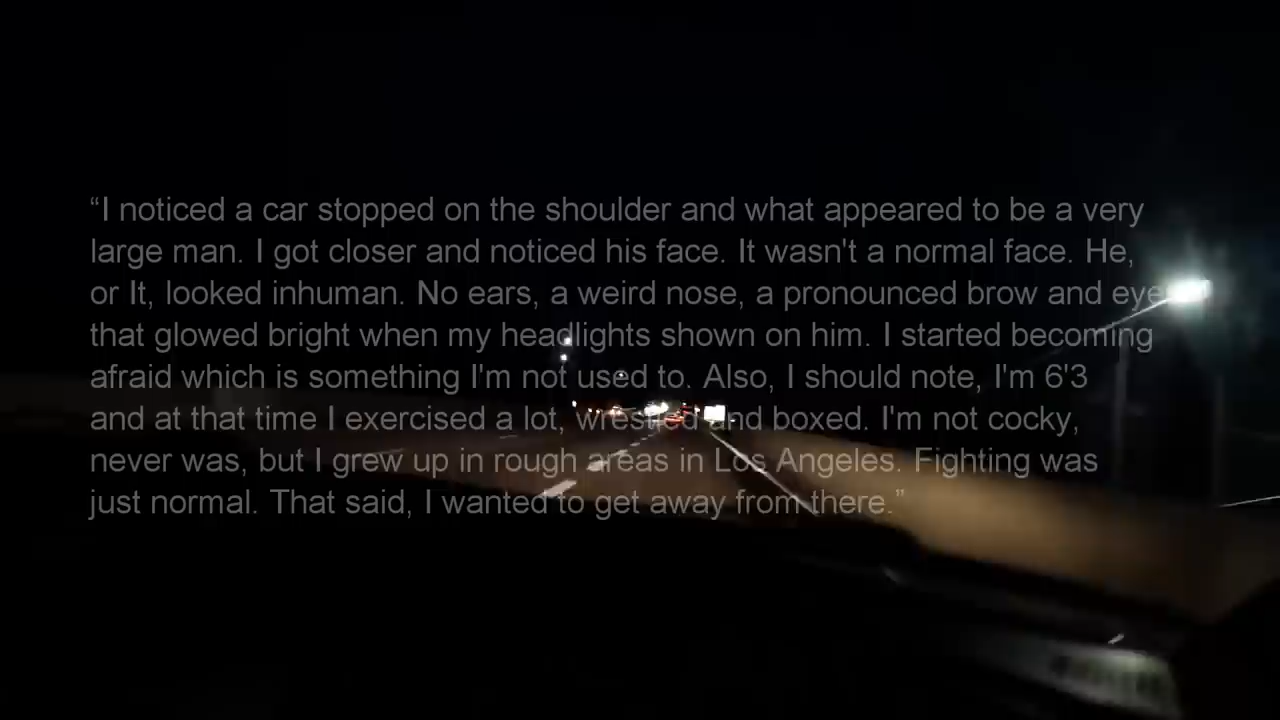 “I noticed a car stopped on the shoulder and what appeared to be a very
large man. I got closer and noticed his face. It wasn't a normal face. He,
or It, looked inhuman. No ears, a weird nose, a pronounced brow and eyes
that glowed bright when my headlights shown on him. I started becoming
afraid which is something I'm not used to. Also, I should note, I'm 6'3
and at that time I exercised a lot, wrestled and boxed. I'm not cocky,
never was, but I grew up in rough areas in Los Angeles. Fighting was
just normal. That said, I wanted to get away from there.”